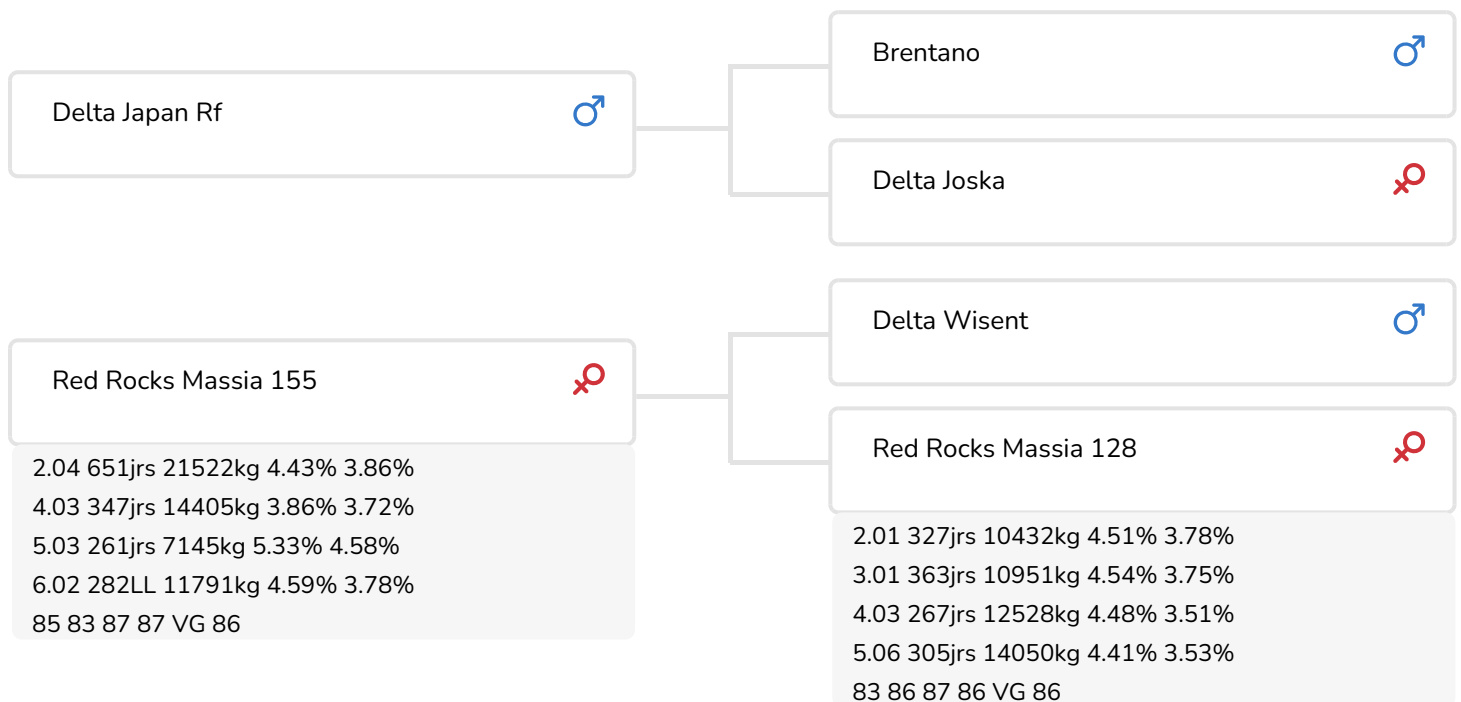 Delta Japan Rf
Brentano
Delta Joska
Red Rocks Massia 155
2.04 651jrs 21522kg 4.43% 3.86%
4.03 347jrs 14405kg 3.86% 3.72%
5.03 261jrs 7145kg 5.33% 4.58%
6.02 282LL 11791kg 4.59% 3.78%
85 83 87 87 VG 86
Delta Wisent
Red Rocks Massia 128
2.01 327jrs 10432kg 4.51% 3.78%
3.01 363jrs 10951kg 4.54% 3.75%
4.03 267jrs 12528kg 4.48% 3.51%
5.06 305jrs 14050kg 4.41% 3.53%
83 86 87 86 VG 86